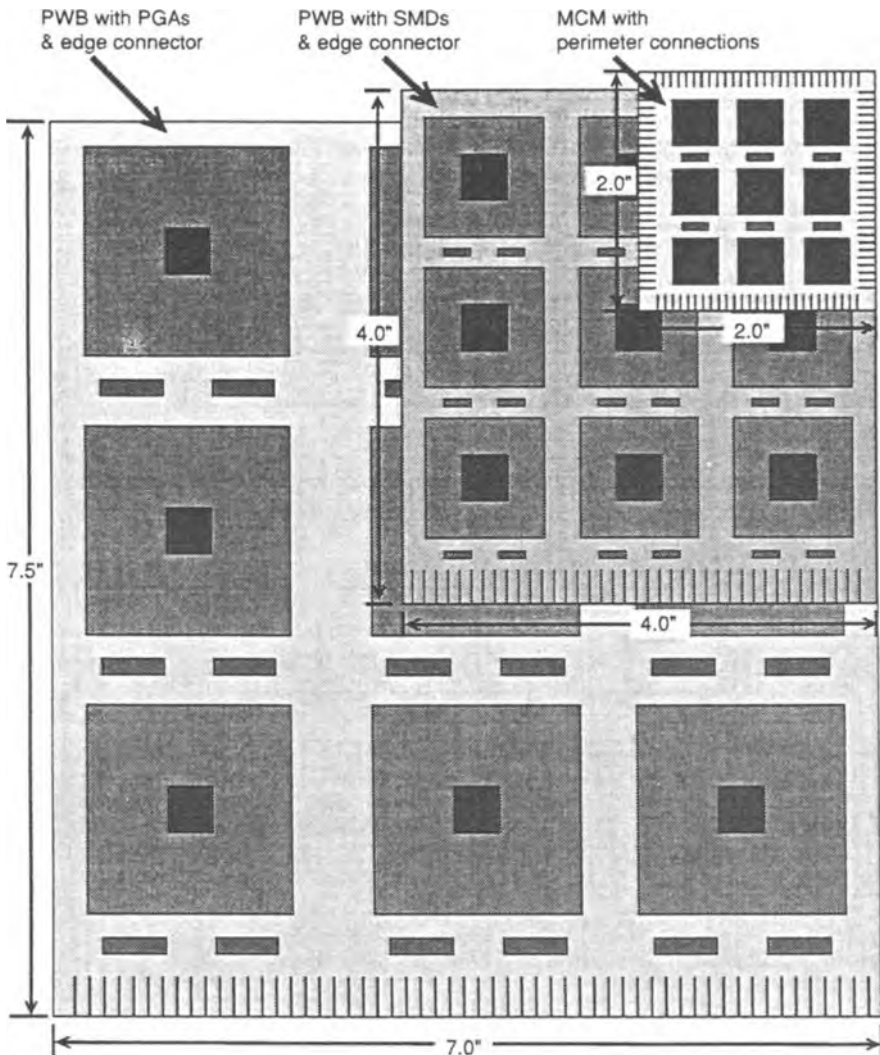 PWB with PGAs
& edge connector
PWB with SMDs
& edge connector
MCM with
perimeter connections
2.0"
2.0"
4.0"
4.0"
7.5"
7.0"